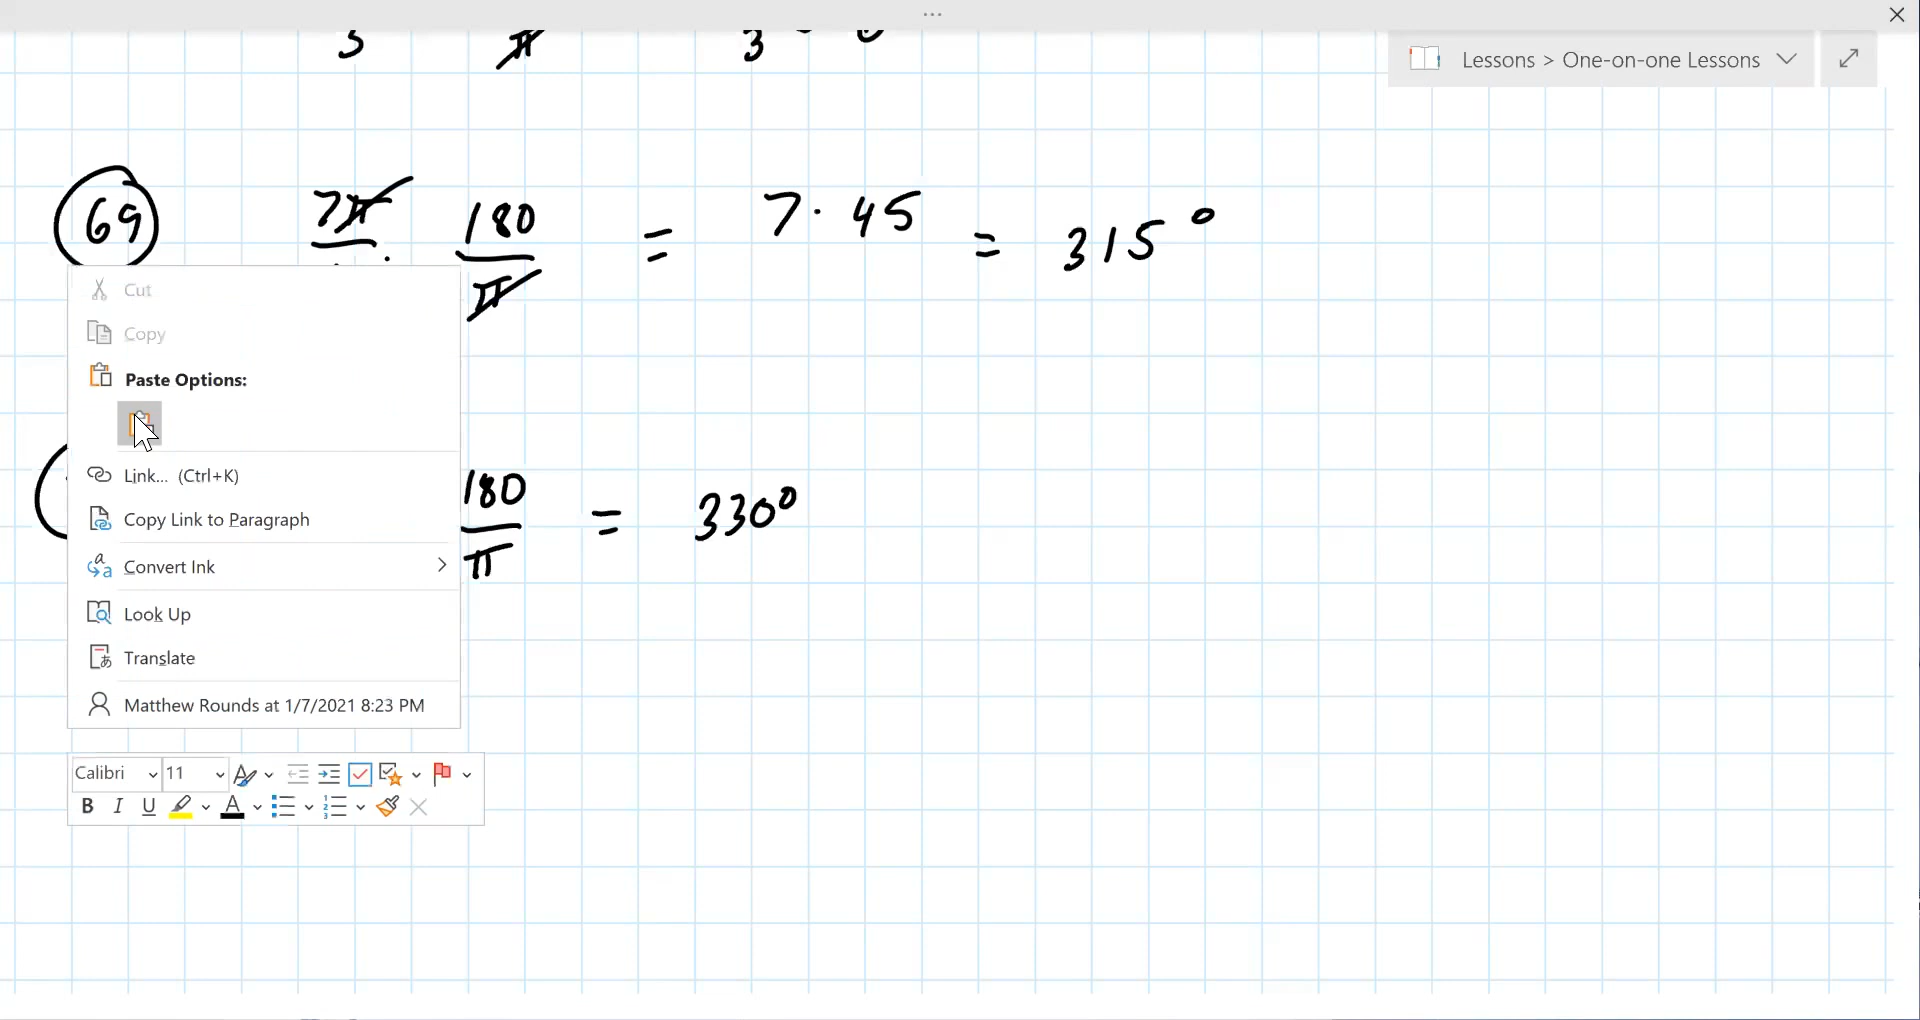 ...
Lessons > One-on-one Lessons
3 π 3
69 7π · 180 / π = 7 · 45 = 315°
Cut
Copy
Paste Options:
Link... (Ctrl+K)
180 / π = 330°
Copy Link to Paragraph
Convert Ink
Look Up
Translate
Matthew Rounds at 1/7/2021 8:23 PM
Calibri 11
B I U A